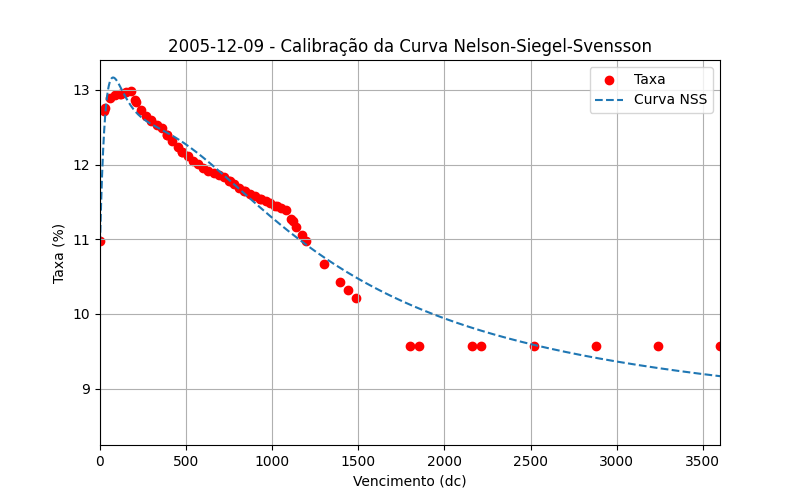 2005-12-09 - Calibração da Curva Nelson-Siegel-Svensson
Taxa
Curva NSS
Taxa (%)
13
12
11
10
9
0 500 1000 1500 2000 2500 3000 3500
Vencimento (dc)